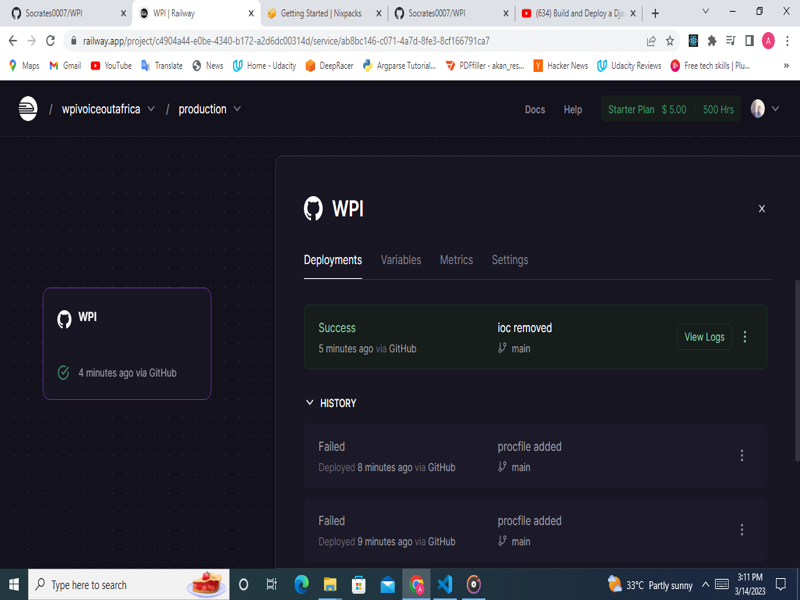 Socrates0007/WPI
WPI | Railway
Getting Started | Nixpacks
Socrates0007/WPI
(634) Build and Deploy a Dja
railway.app/project/c4904a44-e0be-4340-b172-a2d6dc00314d/service/ab8bc146-c071-4a7d-8fe3-8cf166791ca7
A
Maps
Gmail
YouTube
Translate
News
Home - Udacity
DeepRacer
Argparse Tutorial...
PDFfiller - akan_res...
Hacker News
Udacity Reviews
Free tech skills | Plu...
»
/ wpivoiceoutafrica / production
Docs
Help
Starter Plan $ 5.00 500 Hrs
WPI
Deployments Variables Metrics Settings
WPI
4 minutes ago via GitHub
Success
5 minutes ago via GitHub
ioc removed
main
View Logs
HISTORY
Failed
Deployed 8 minutes ago via GitHub
procfile added
main
Failed
Deployed 9 minutes ago via GitHub
procfile added
main
Type here to search
33°C Partly sunny
3:11 PM
3/14/2023